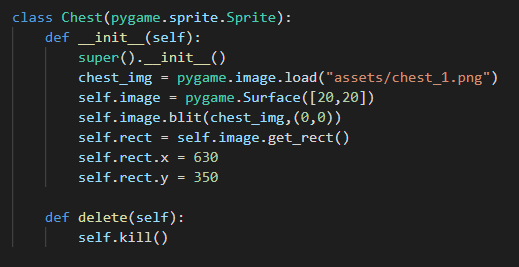 class Chest(pygame.sprite.Sprite):
    def __init__(self):
        super().__init__()
        chest_img = pygame.image.load("assets/chest_1.png")
        self.image = pygame.Surface([20,20])
        self.image.blit(chest_img,(0,0))
        self.rect = self.image.get_rect()
        self.rect.x = 630
        self.rect.y = 350

    def delete(self):
        self.kill()